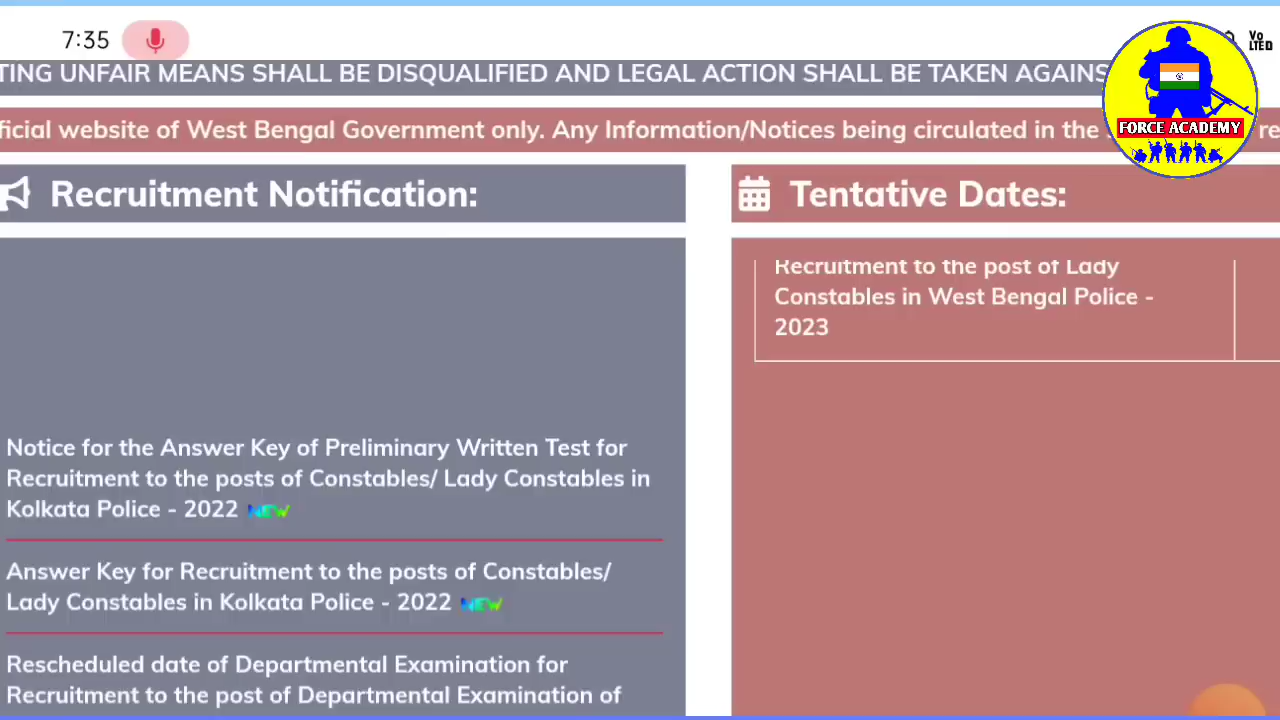 7:35
Vo
LTED
TING UNFAIR MEANS SHALL BE DISQUALIFIED AND LEGAL ACTION SHALL BE TAKEN AGAINS
FORCE ACADEMY
ficial website of West Bengal Government only. Any Information/Notices being circulated in the
Recruitment Notification:
Tentative Dates:
Recruitment to the post of Lady
Constables in West Bengal Police -
2023
Notice for the Answer Key of Preliminary Written Test for
Recruitment to the posts of Constables/ Lady Constables in
Kolkata Police - 2022 NEW
Answer Key for Recruitment to the posts of Constables/
Lady Constables in Kolkata Police - 2022 NEW
Rescheduled date of Departmental Examination for
Recruitment to the post of Departmental Examination of